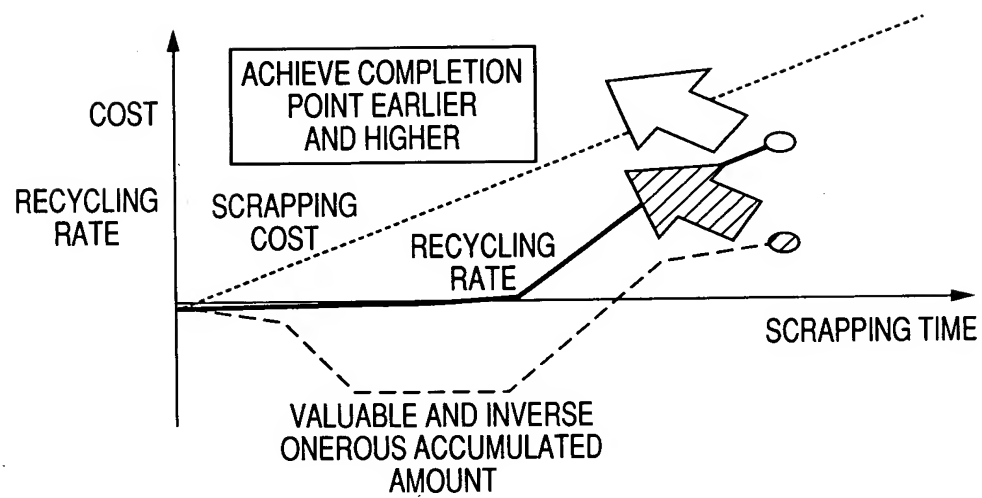 ACHIEVE COMPLETION
POINT EARLIER
AND HIGHER
COST
RECYCLING
RATE
SCRAPPING
COST
RECYCLING
RATE
SCRAPPING TIME
VALUABLE AND INVERSE
ONEROUS ACCUMULATED
AMOUNT